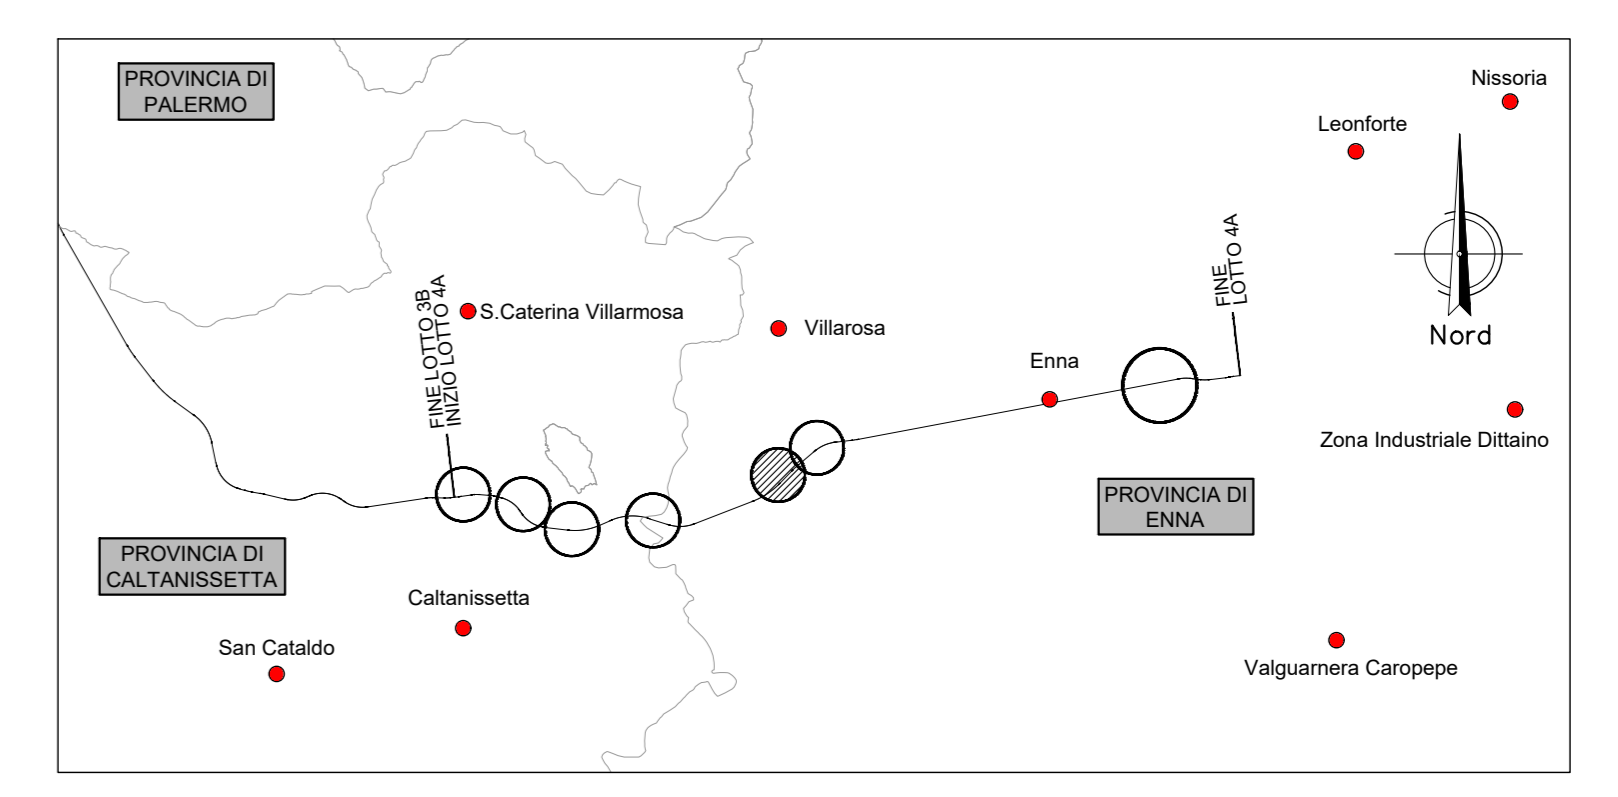 PROVINCIA DI
PALERMO
Nissoria
Leonforte
FINE
LOTTO 4A
FINE LOTTO 3B
INIZIO LOTTO 4A
S.Caterina Villarmosa
Villarosa
Nord
Enna
Zona Industriale Dittaino
PROVINCIA DI
ENNA
PROVINCIA DI
CALTANISSETTA
Caltanissetta
San Cataldo
Valguarnera Caropepe